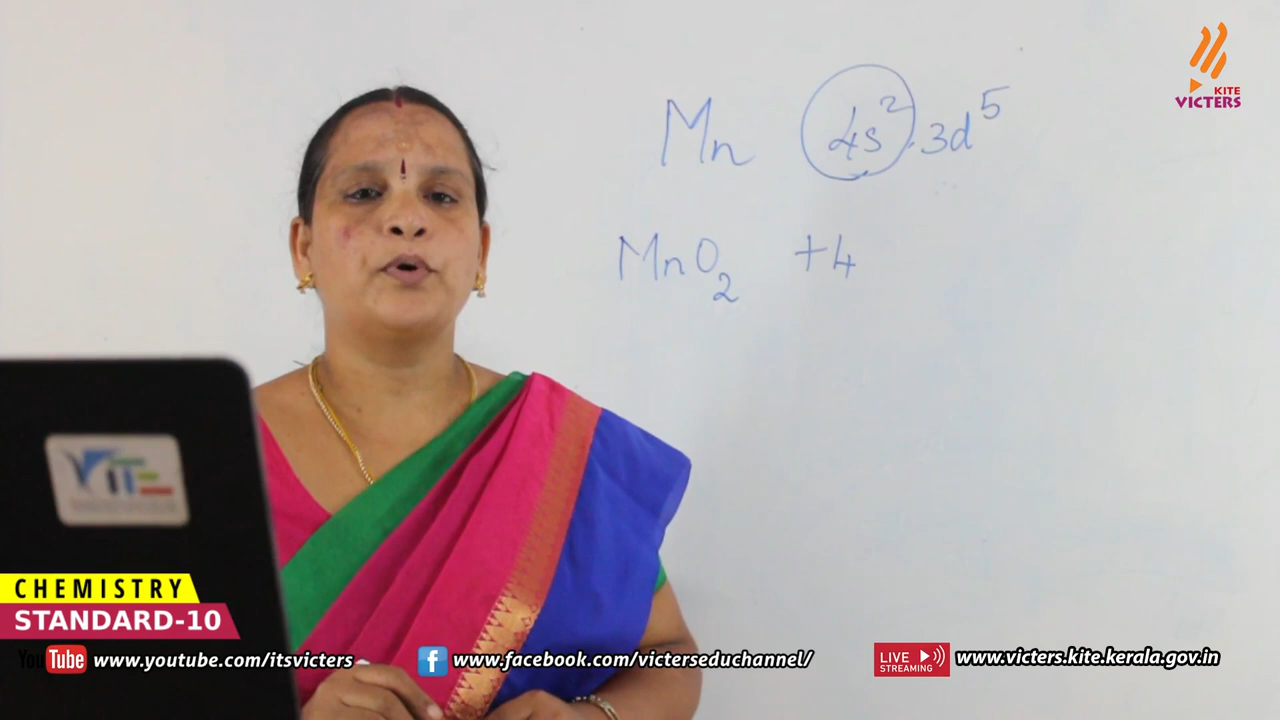 KITE
VICTERS
Mn 4s² 3d⁵
MnO₂ +4
CHEMISTRY
STANDARD-10
YouTube www.youtube.com/itsvicters
f www.facebook.com/victerseduchannel/
LIVE
STREAMING
www.victers.kite.kerala.gov.in